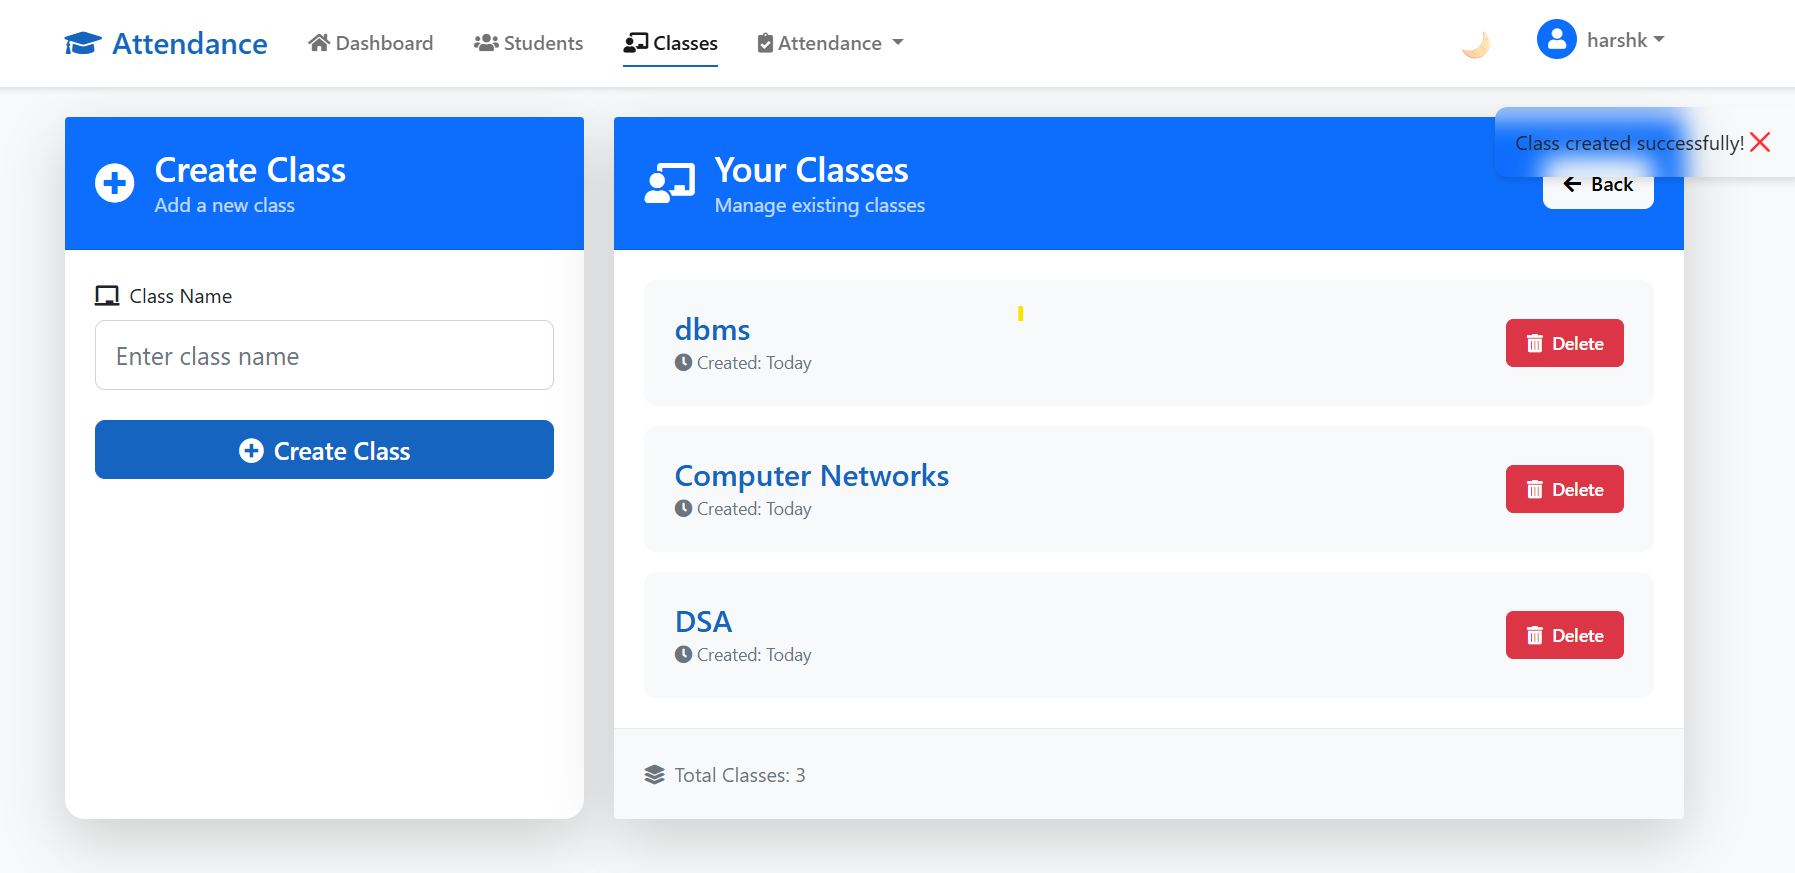 Attendance
Dashboard
Students
Classes
Attendance
harshk
Class created successfully!
Create Class
Add a new class
Class Name
Enter class name
Create Class
Your Classes
Manage existing classes
Back
dbms
Created: Today
Delete
Computer Networks
Created: Today
Delete
DSA
Created: Today
Delete
Total Classes: 3